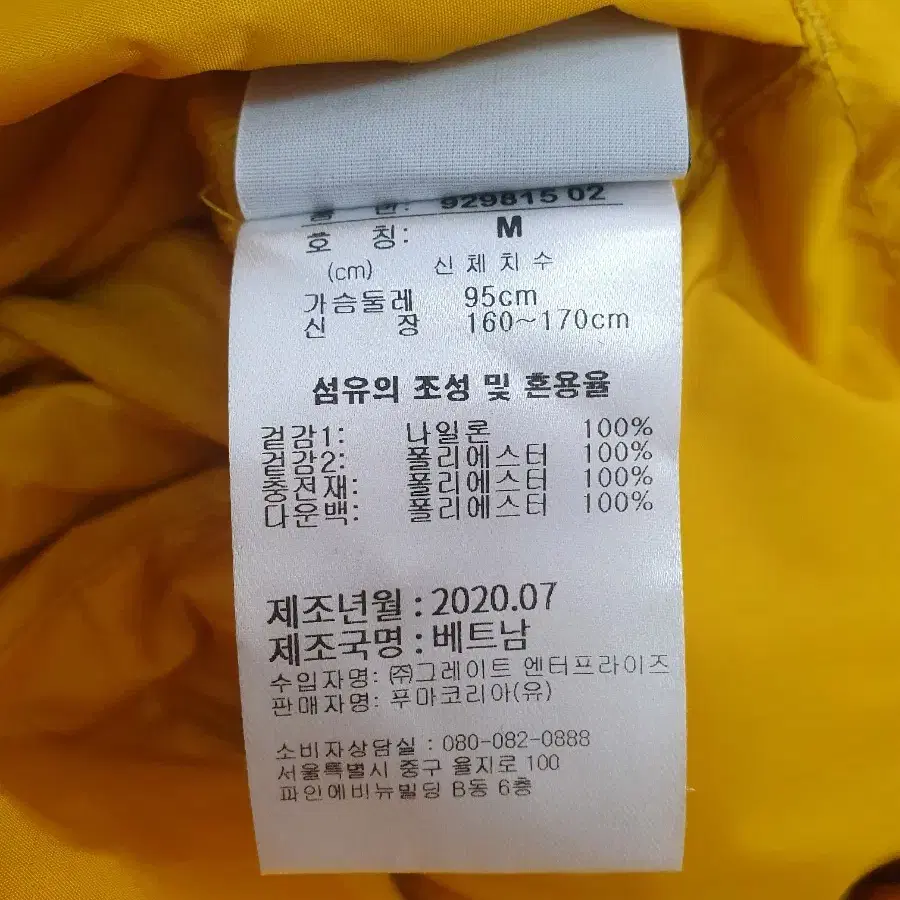 품 번: 929815 02
호 칭: M
(cm) 신체치수
가슴둘레 95cm
신 장 160~170cm
섬유의 조성 및 혼용율
겉감1: 나일론 100%
겉감2: 폴리에스터 100%
충전재: 폴리에스터 100%
다운백: 폴리에스터 100%
제조년월 : 2020.07
제조국명 : 베트남
수입자명: ㈜그레이트 엔터프라이즈
판매자명: 푸마코리아(유)
소비자상담실 : 080-082-0888
서울특별시 중구 을지로 100
파인에비뉴빌딩 B동 6층